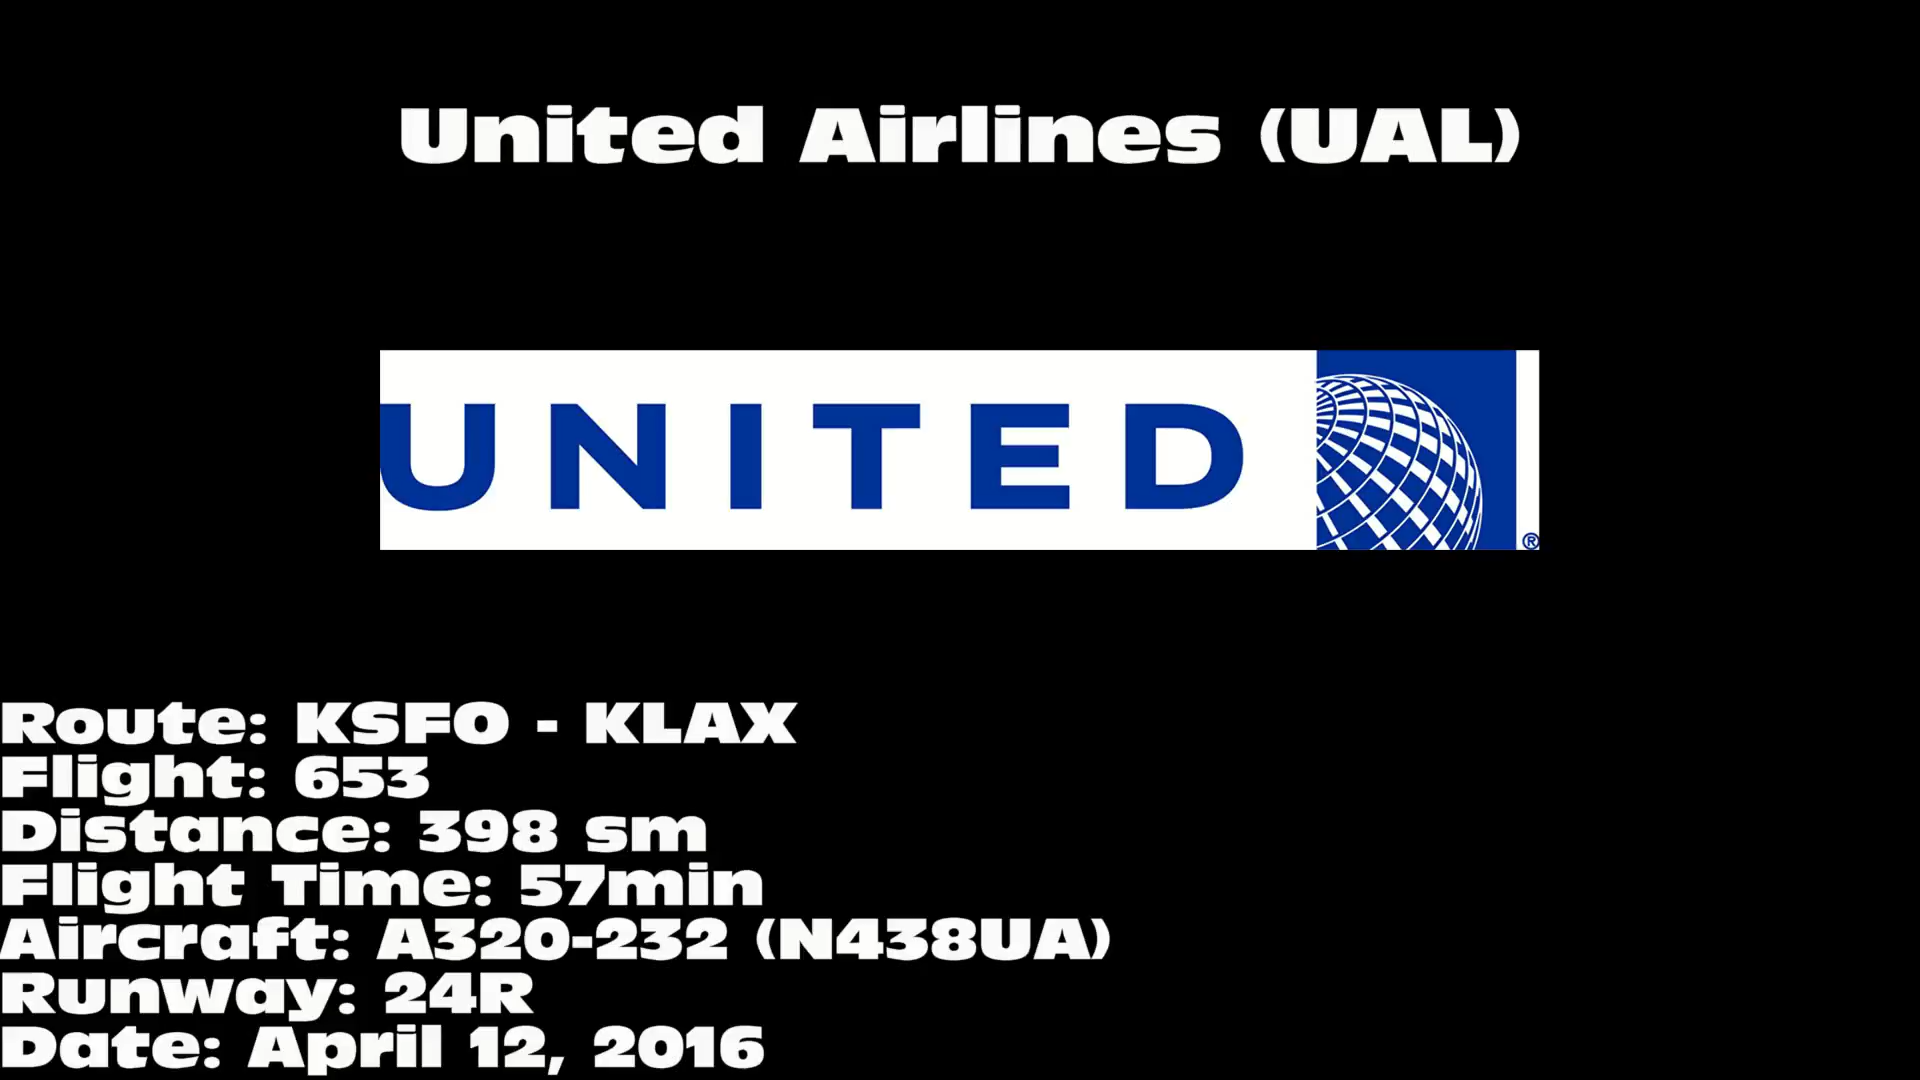 United Airlines (UAL)
UNITED
®
Route: KSFO - KLAX
Flight: 653
Distance: 398 sm
Flight Time: 57min
Aircraft: A320-232 (N438UA)
Runway: 24R
Date: April 12, 2016